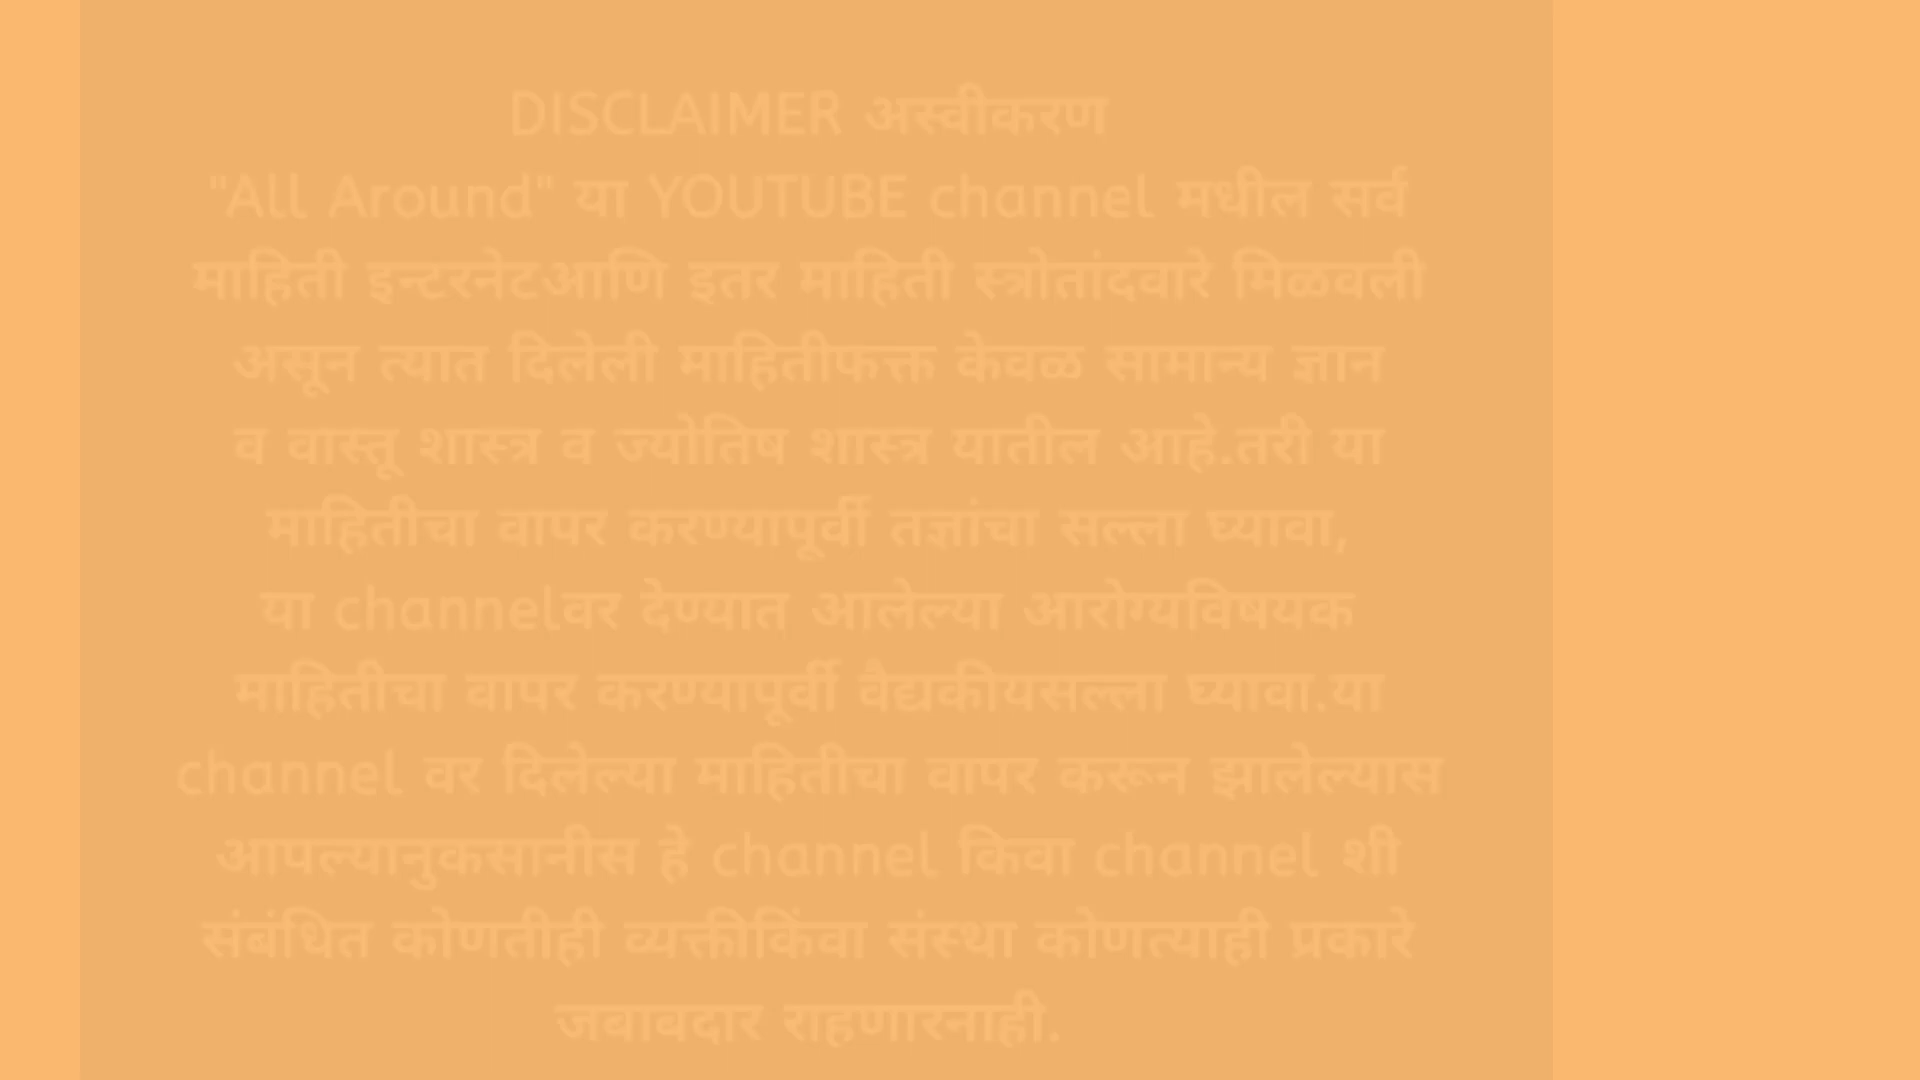 DISCLAIMER अस्वीकरण
"All Around" या YOUTUBE channel मधील सर्व
माहिती इन्टरनेटआणि इतर माहिती स्त्रोतांदवारे मिळवली
असून त्यात दिलेली माहितीफक्त केवळ सामान्य ज्ञान
व वास्तू शास्त्र व ज्योतिष शास्त्र यातील आहे.तरी या
माहितीचा वापर करण्यापूर्वी तज्ञांचा सल्ला घ्यावा,
या channelवर देण्यात आलेल्या आरोग्यविषयक
माहितीचा वापर करण्यापूर्वी वैद्यकीयसल्ला घ्यावा.या
channel वर दिलेल्या माहितीचा वापर करून झालेल्यास
आपल्यानुकसानीस हे channel किवा channel शी
संबंधित कोणतीही व्यक्तीकिंवा संस्था कोणत्याही प्रकारे
जवावदार राहणारनाही.